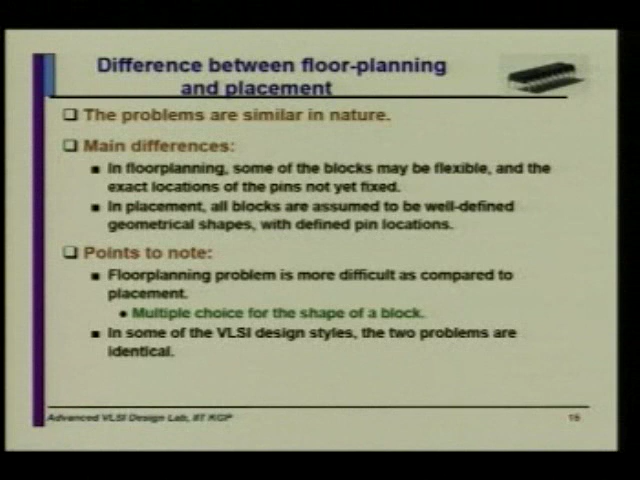 Difference between floor-planning
and placement
The problems are similar in nature.
Main differences:
In floorplanning, some of the blocks may be flexible, and the
exact locations of the pins not yet fixed.
In placement, all blocks are assumed to be well-defined
geometrical shapes, with defined pin locations.
Points to note:
Floorplanning problem is more difficult as compared to
placement.
Multiple choice for the shape of a block.
In some of the VLSI design styles, the two problems are
identical.
Advanced VLSI Design Lab, IIT KGP
16